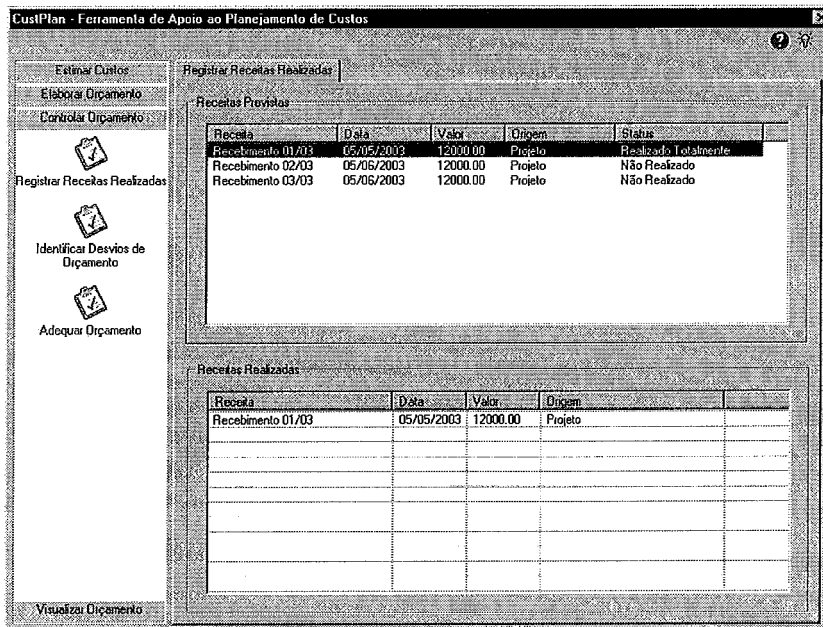 CustPlan - Ferramenta de Apoio ao Planejamento de Custos
Estimar Custos
Elaborar Orçamento
Controlar Orçamento
Registrar Receitas Realizadas
Identificar Desvios de
Orçamento
Adequar Orçamento
Visualizar Orçamento
Registrar Receitas Realizadas
Receitas Previstas
Receita Data Valor Origem Status
Recebimento 01/03 05/05/2003 12000.00 Projeto Realizado Totalmente
Recebimento 02/03 05/06/2003 12000.00 Projeto Não Realizado
Recebimento 03/03 05/06/2003 12000.00 Projeto Não Realizado
Receitas Realizadas
Receita Data Valor Origem
Recebimento 01/03 05/05/2003 12000.00 Projeto